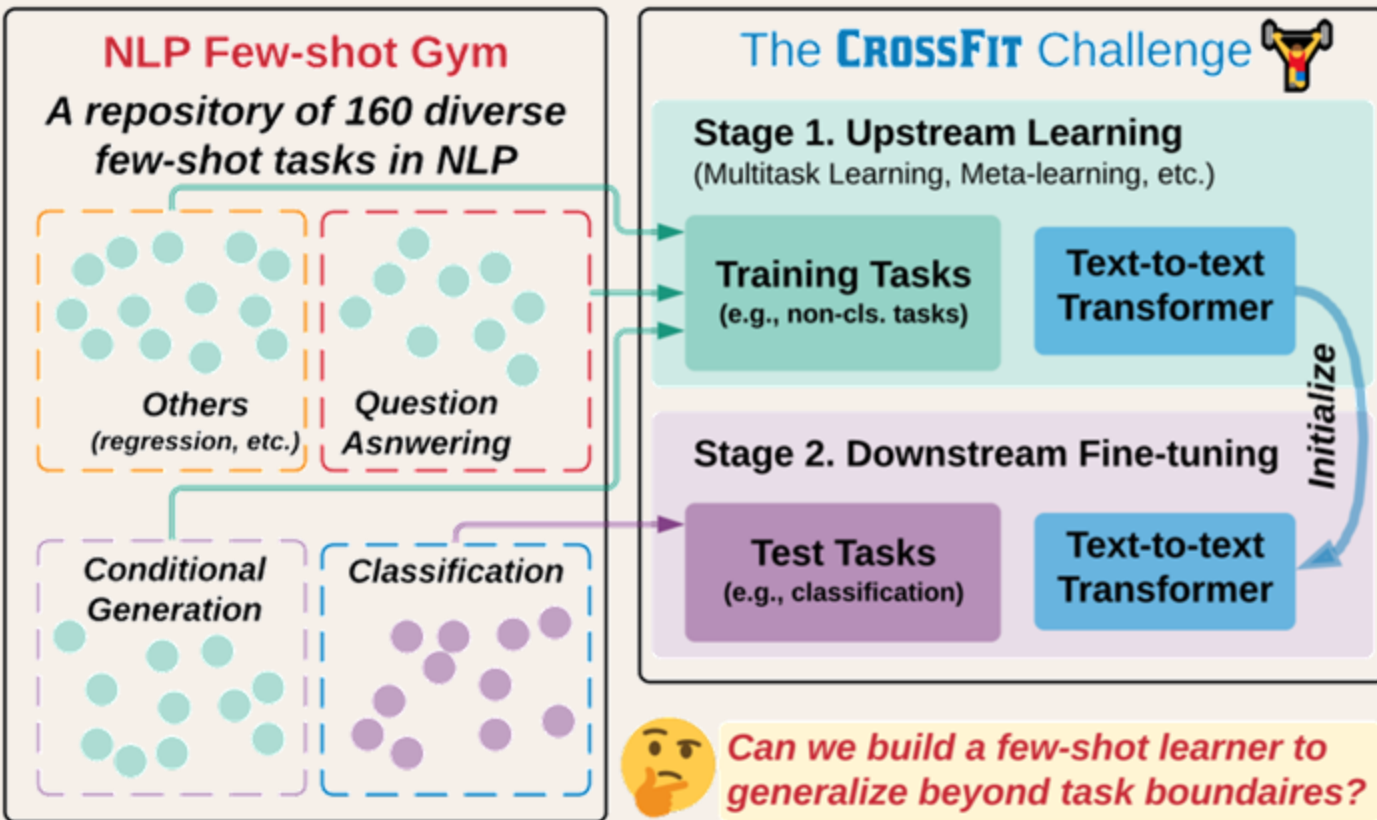 NLP Few-shot Gym
A repository of 160 diverse
few-shot tasks in NLP
Others
(regression, etc.)
Question
Asnwering
Conditional
Generation
Classification
The CROSSFIT Challenge
Stage 1. Upstream Learning
(Multitask Learning, Meta-learning, etc.)
Training Tasks
(e.g., non-cls. tasks)
Text-to-text
Transformer
Initialize
Stage 2. Downstream Fine-tuning
Test Tasks
(e.g., classification)
Text-to-text
Transformer
Can we build a few-shot learner to
generalize beyond task boundaires?